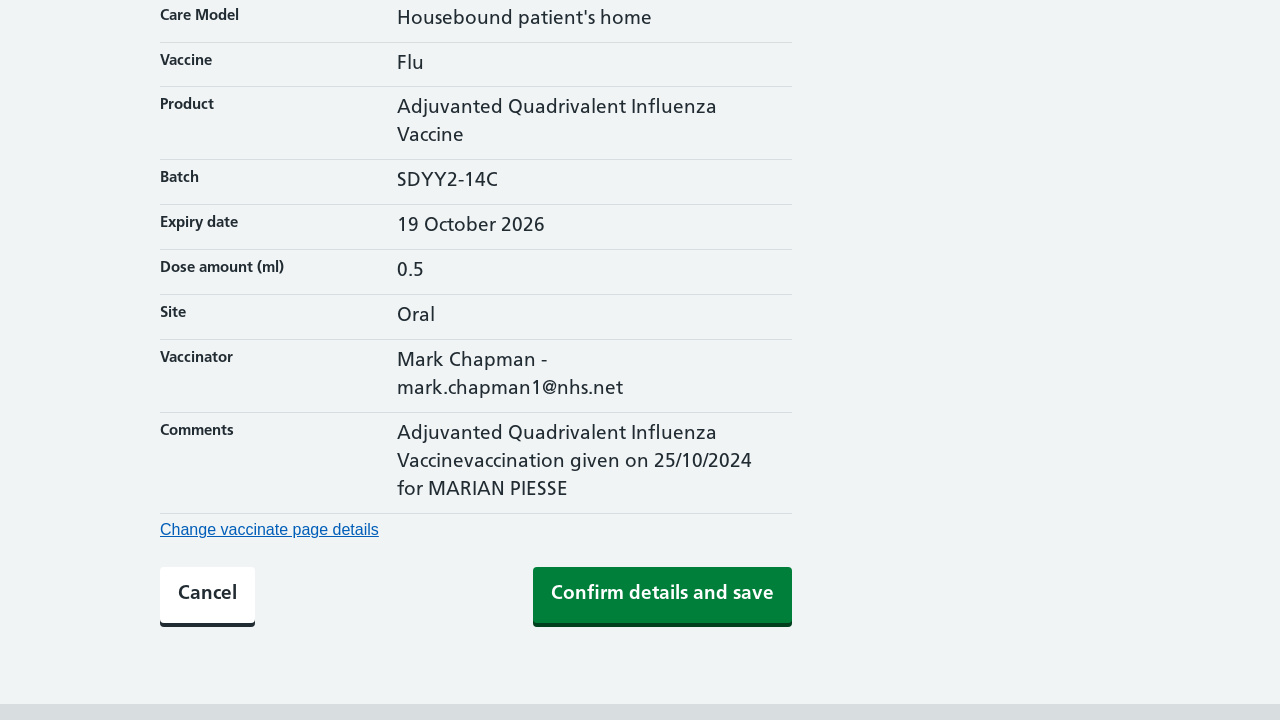 Care Model
Housebound patient's home
Vaccine
Flu
Product
Adjuvanted Quadrivalent Influenza
Vaccine
Batch
SDYY2-14C
Expiry date
19 October 2026
Dose amount (ml)
0.5
Site
Oral
Vaccinator
Mark Chapman -
mark.chapman1@nhs.net
Comments
Adjuvanted Quadrivalent Influenza
Vaccinevaccination given on 25/10/2024
for MARIAN PIESSE
Change vaccinate page details
Cancel
Confirm details and save